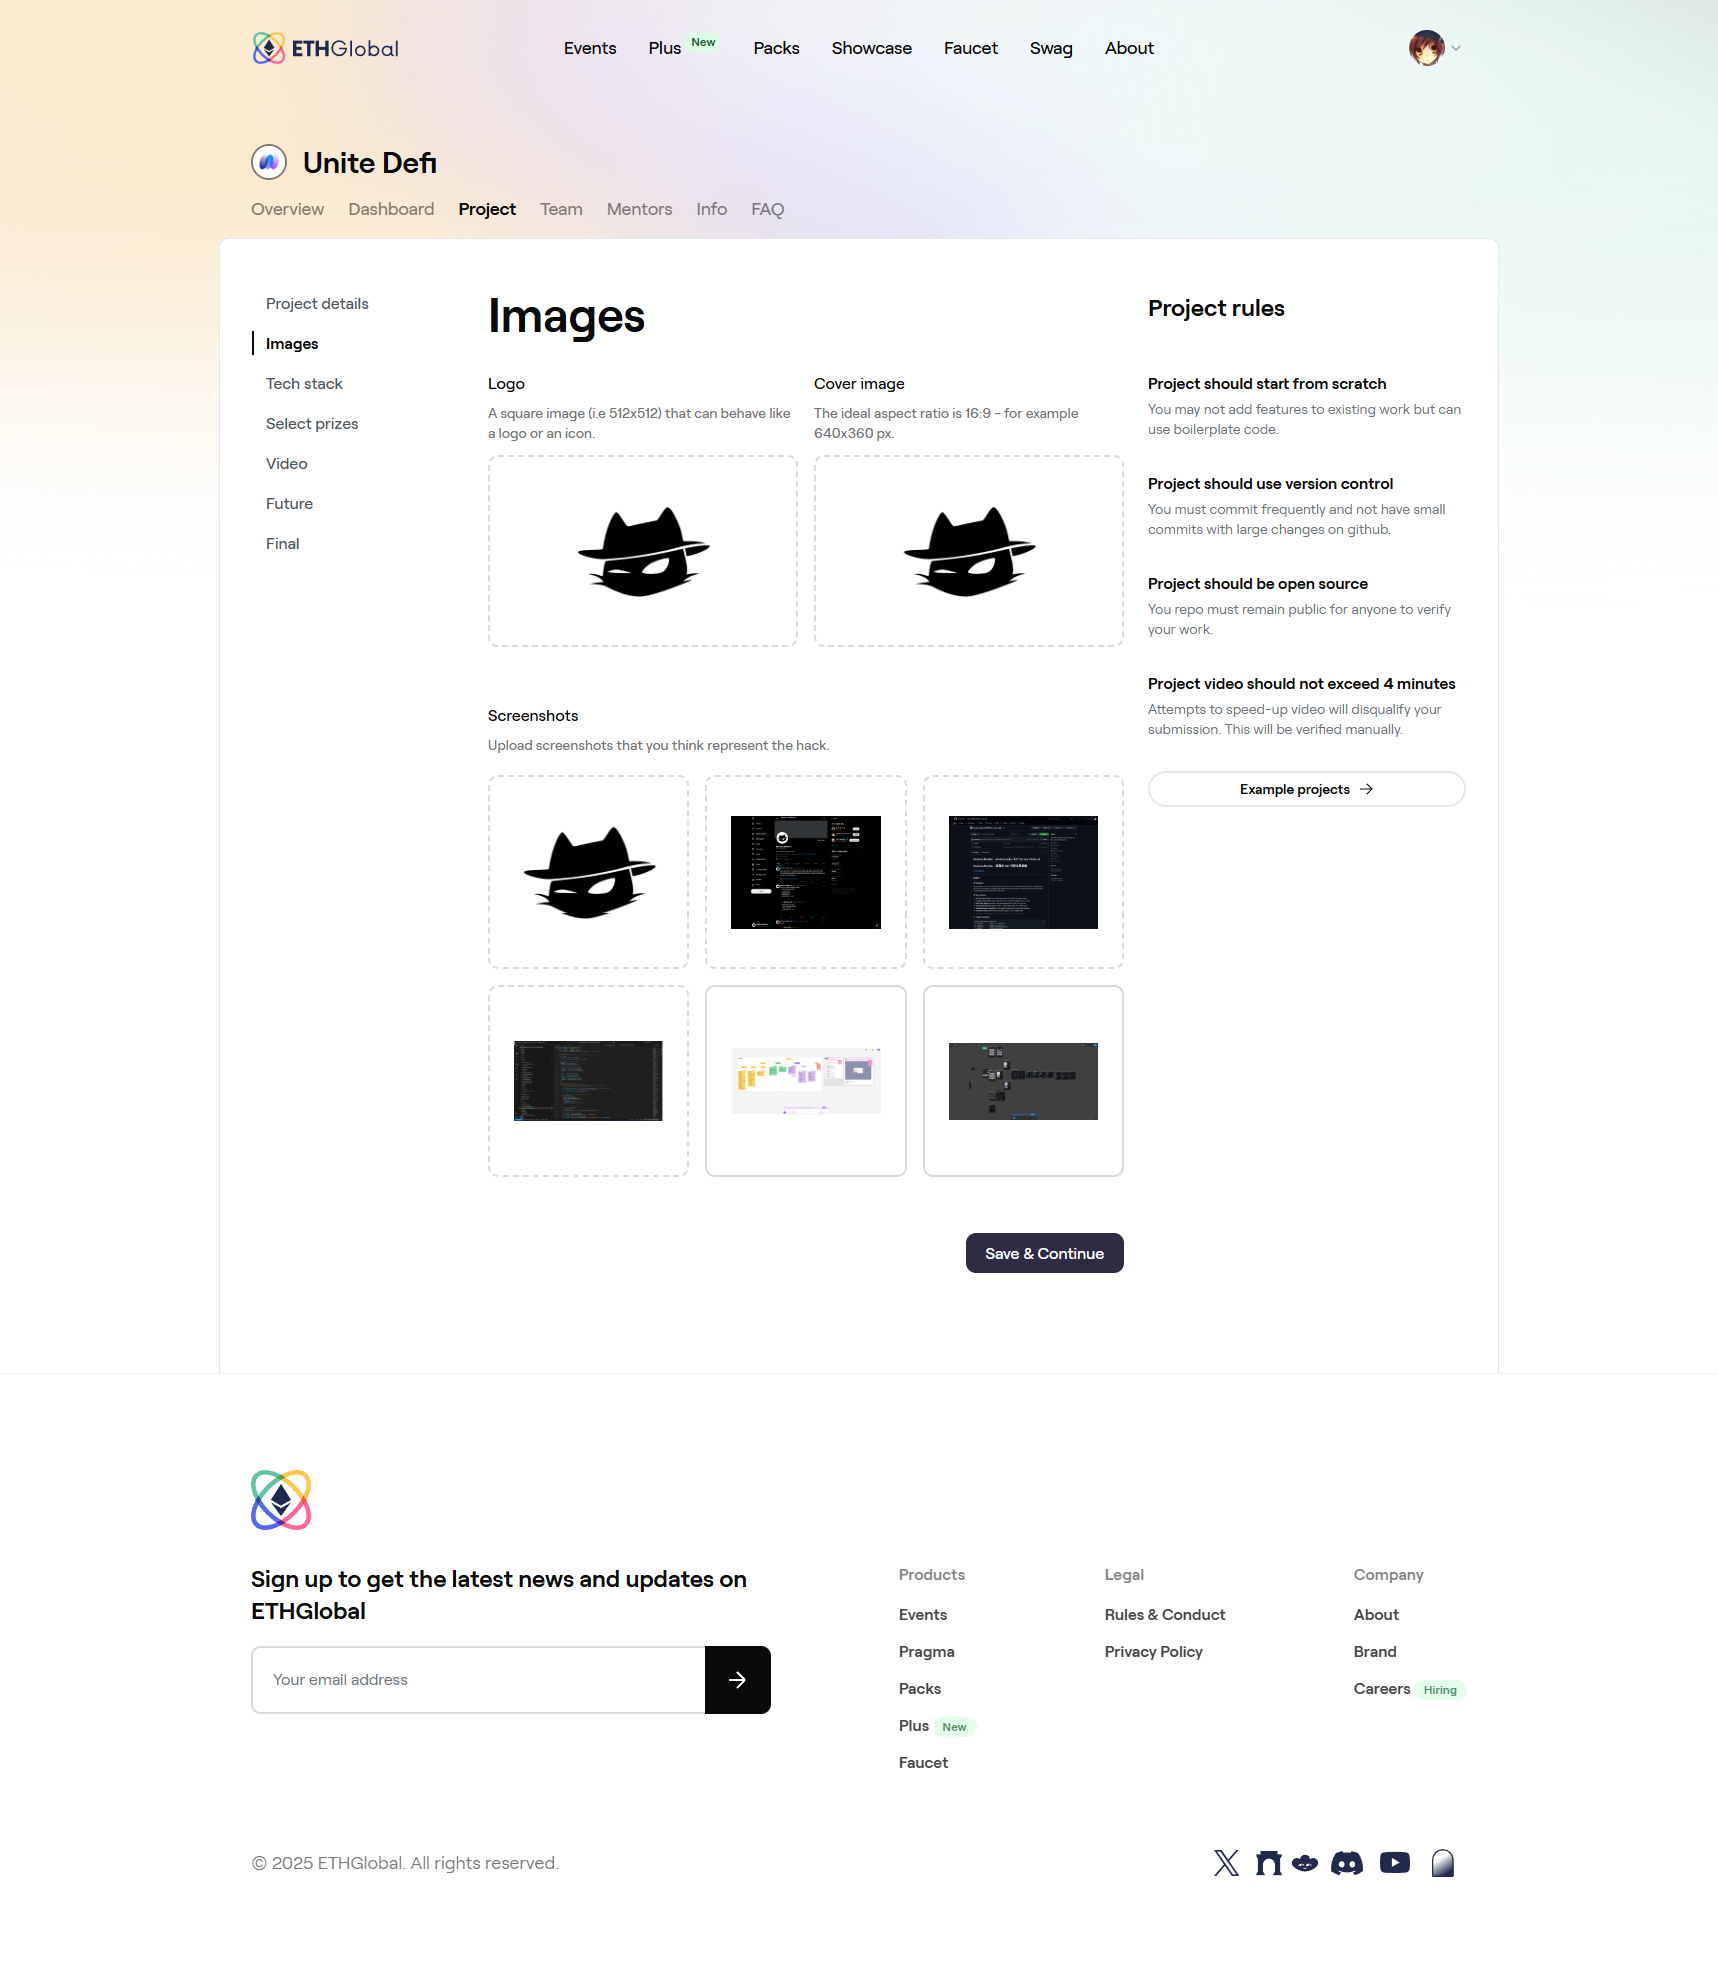 ETHGlobal
Events
Plus New
Packs
Showcase
Faucet
Swag
About
Unite Defi
Overview
Dashboard
Project
Team
Mentors
Info
FAQ
Project details
Images
Tech stack
Select prizes
Video
Future
Final
Images
Logo
A square image (i.e 512x512) that can behave like
a logo or an icon.
Cover image
The ideal aspect ratio is 16:9 - for example
640x360 px.
Screenshots
Upload screenshots that you think represent the hack.
Save & Continue
Project rules
Project should start from scratch
You may not add features to existing work but can
use boilerplate code.
Project should use version control
You must commit frequently and not have small
commits with large changes on github.
Project should be open source
You repo must remain public for anyone to verify
your work.
Project video should not exceed 4 minutes
Attempts to speed-up video will disqualify your
submission. This will be verified manually.
Example projects
Sign up to get the latest news and updates on
ETHGlobal
Your email address
Products
Events
Pragma
Packs
Plus New
Faucet
Legal
Rules & Conduct
Privacy Policy
Company
About
Brand
Careers Hiring
© 2025 ETHGlobal. All rights reserved.